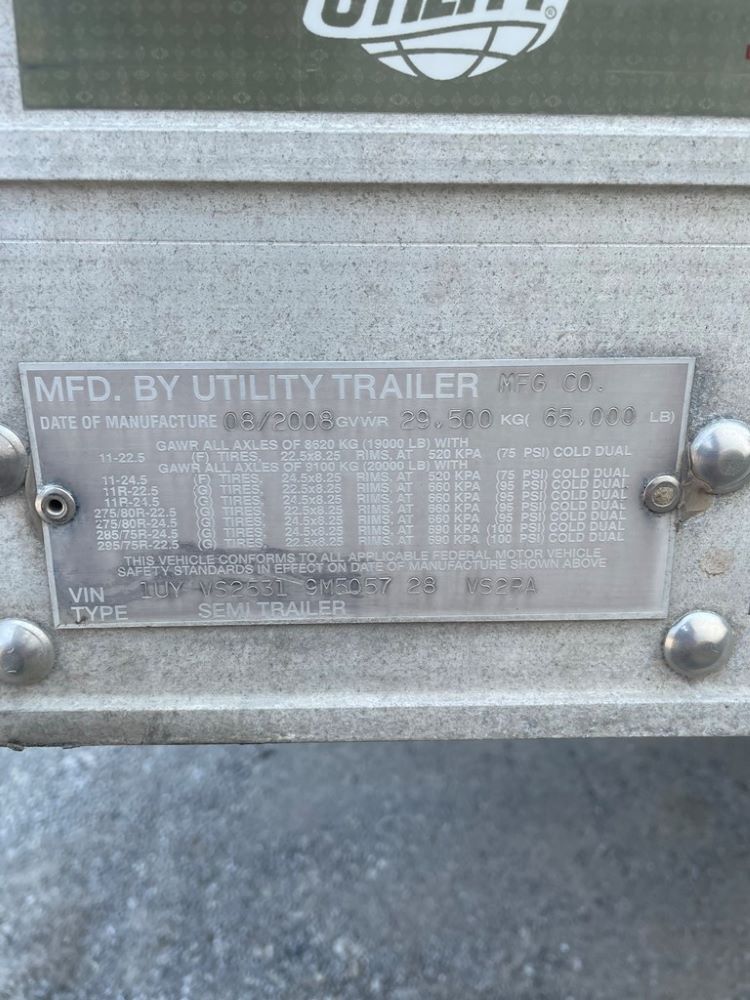 UTILITY®
MFD. BY UTILITY TRAILER MFG CO.
DATE OF MANUFACTURE 08/2008 GVWR 29,500 KG( 65,000 LB)
GAWR ALL AXLES OF 8620 KG (19000 LB) WITH
11-22.5 (F) TIRES, 22.5x8.25 RIMS, AT 520 KPA (75 PSI) COLD DUAL
GAWR ALL AXLES OF 9100 KG (20000 LB) WITH
11-24.5 (F) TIRES, 24.5x8.25 RIMS, AT 520 KPA (75 PSI) COLD DUAL
11R-22.5 (G) TIRES, 22.5x8.25 RIMS, AT 660 KPA (95 PSI) COLD DUAL
11R-24.5 (G) TIRES, 24.5x8.25 RIMS, AT 660 KPA (95 PSI) COLD DUAL
275/80R-22.5 (G) TIRES, 22.5x8.25 RIMS, AT 660 KPA (95 PSI) COLD DUAL
275/80R-24.5 (G) TIRES, 24.5x8.25 RIMS, AT 660 KPA (95 PSI) COLD DUAL
285/75R-24.5 (G) TIRES, 24.5x8.25 RIMS, AT 690 KPA (100 PSI) COLD DUAL
295/75R-22.5 (G) TIRES, 22.5x8.25 RIMS, AT 690 KPA (100 PSI) COLD DUAL
THIS VEHICLE CONFORMS TO ALL APPLICABLE FEDERAL MOTOR VEHICLE
SAFETY STANDARDS IN EFFECT ON DATE OF MANUFACTURE SHOWN ABOVE
VIN 1UY VS2531 9M5057 28 VS2RA
TYPE SEMI TRAILER